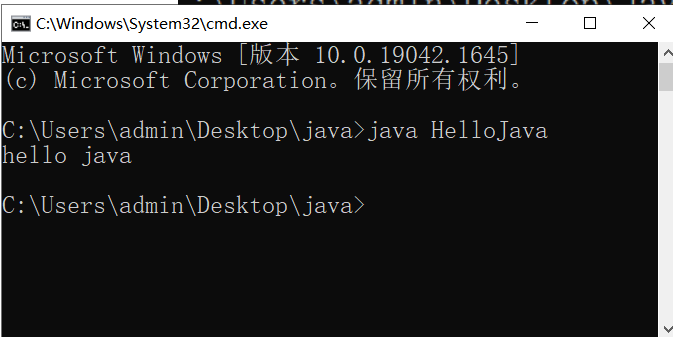 C:\Windows\System32\cmd.exe
Microsoft Windows [版本 10.0.19042.1645]
(c) Microsoft Corporation。保留所有权利。
C:\Users\admin\Desktop\java>java HelloJava
hello java
C:\Users\admin\Desktop\java>